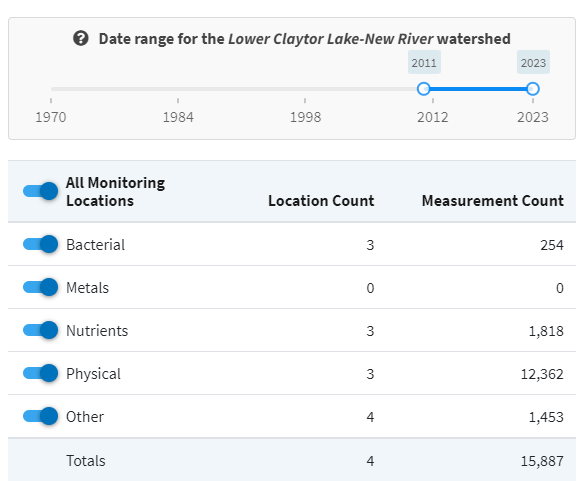 ? Date range for the Lower Claytor Lake-New River watershed
2011 2023
1970 1984 1998 2012 2023
All Monitoring
Locations Location Count Measurement Count
Bacterial 3 254
Metals 0 0
Nutrients 3 1,818
Physical 3 12,362
Other 4 1,453
Totals 4 15,887